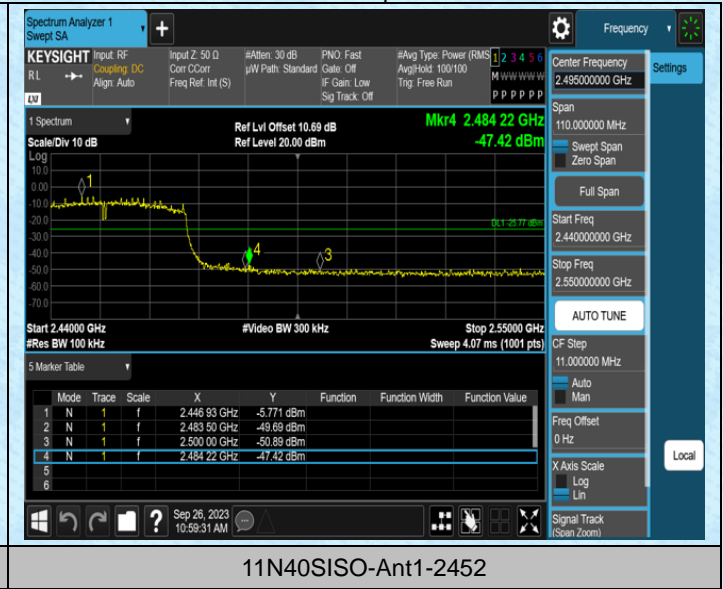 Spectrum Analyzer 1
Swept SA
+
Frequency
KEYSIGHT Input: RF Input Z: 50 Ω #Atten: 30 dB PNO: Fast #Avg Type: Power (RMS 1 2 3 4 5 6
RL Coupling: DC Corr CCorr µW Path: Standard Gate: Off Avg|Hold: 100/100 M W W W W W
Align: Auto Freq Ref: Int (S) IF Gain: Low Trig: Free Run
Sig Track: Off P P P P P P
LXI
1 Spectrum
Ref Lvl Offset 10.69 dB Mkr4 2.484 22 GHz
Scale/Div 10 dB Ref Level 20.00 dBm -47.42 dBm
Log
10.0
0.00
-10.0
-20.0
-30.0
-40.0
-50.0
-60.0
-70.0
1
4
3
DL1 -25.77 dBm
Start 2.44000 GHz #Video BW 300 kHz Stop 2.55000 GHz
#Res BW 100 kHz Sweep 4.07 ms (1001 pts)
5 Marker Table
Mode Trace Scale X Y Function Function Width Function Value
1 N 1 f 2.446 93 GHz -5.771 dBm
2 N 1 f 2.483 50 GHz -49.69 dBm
3 N 1 f 2.500 00 GHz -50.89 dBm
4 N 1 f 2.484 22 GHz -47.42 dBm
5
6
Sep 26, 2023
10:59:31 AM
?
Center Frequency
2.495000000 GHz
Settings
Span
110.000000 MHz
Swept Span
Zero Span
Full Span
Start Freq
2.440000000 GHz
Stop Freq
2.550000000 GHz
AUTO TUNE
CF Step
11.000000 MHz
Auto
Man
Freq Offset
0 Hz
Local
X Axis Scale
Log
Lin
Signal Track
(Span Zoom)
11N40SISO-Ant1-2452